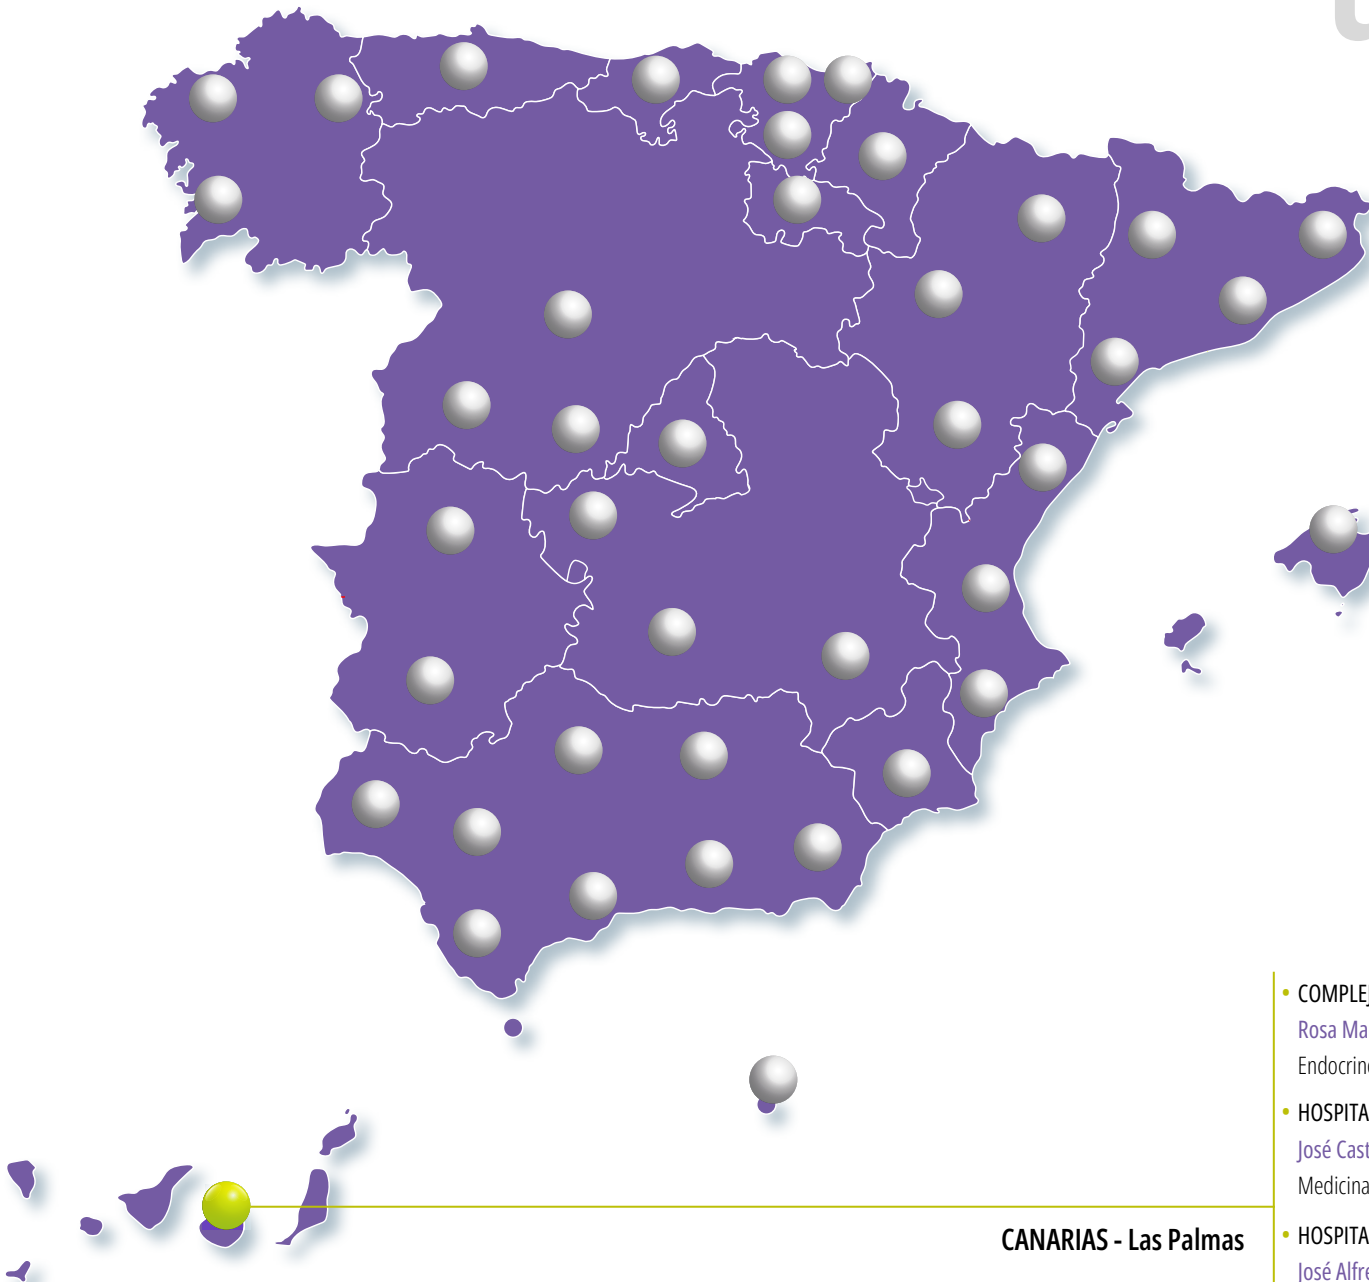 CANARIAS - Las Palmas
• COMPLE
Rosa Ma
Endocrin
• HOSPITA
José Cast
Medicina
• HOSPITA
José Alfr